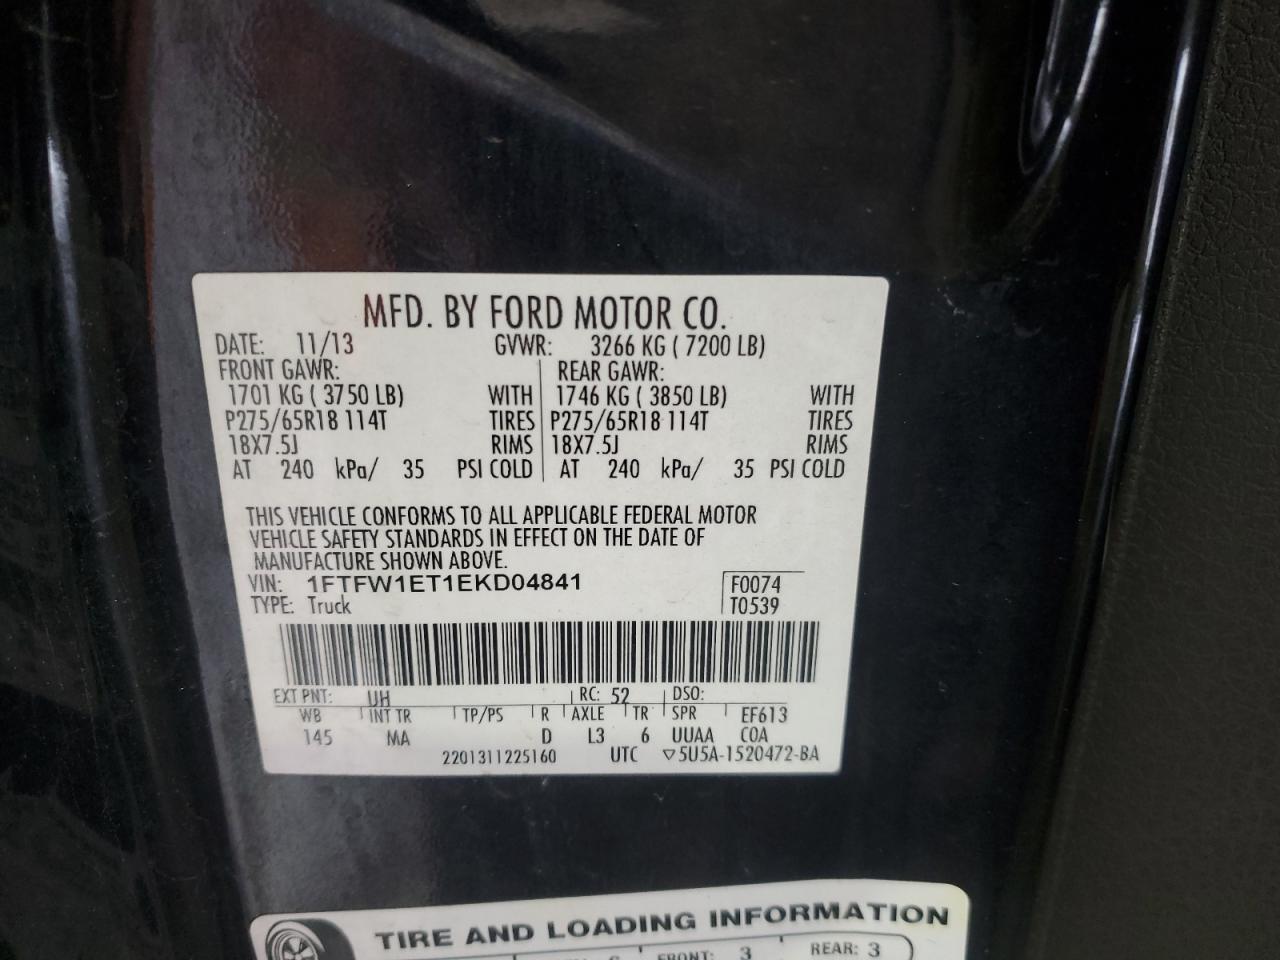 MFD. BY FORD MOTOR CO.
DATE: 11/13 GVWR: 3266 KG ( 7200 LB)
FRONT GAWR: REAR GAWR:
1701 KG ( 3750 LB) WITH 1746 KG ( 3850 LB) WITH
P275/65R18 114T TIRES P275/65R18 114T TIRES
18X7.5J RIMS 18X7.5J RIMS
AT 240 kPa/ 35 PSI COLD AT 240 kPa/ 35 PSI COLD
THIS VEHICLE CONFORMS TO ALL APPLICABLE FEDERAL MOTOR
VEHICLE SAFETY STANDARDS IN EFFECT ON THE DATE OF
MANUFACTURE SHOWN ABOVE.
VIN: 1FTFW1ET1EKD04841 F0074
TYPE: Truck T0539
EXT PNT: UH RC: 52 DSO:
WB INT TR TP/PS R AXLE TR SPR EF613
145 MA D L3 6 UUAA COA
2201311225160 UTC ▽5U5A-1520472-BA
TIRE AND LOADING INFORMATION
FRONT: 3 REAR: 3